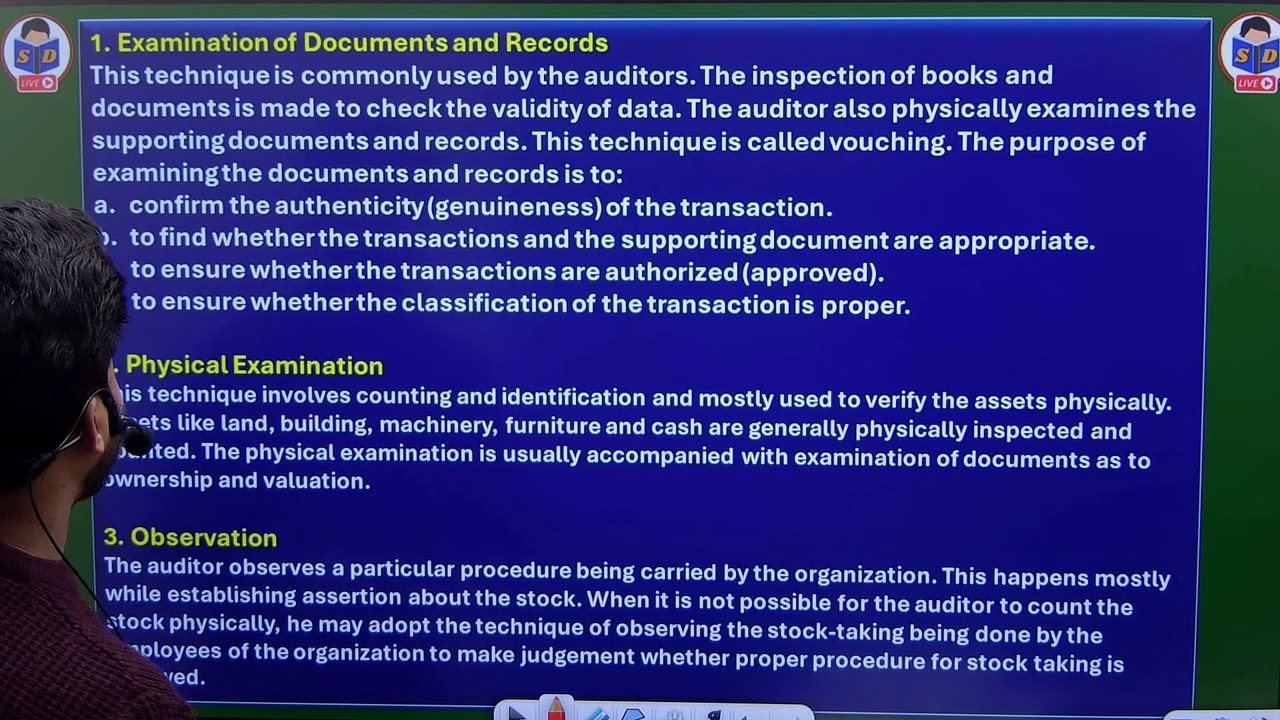 S D
LIVE
S D
LIVE
1. Examination of Documents and Records
This technique is commonly used by the auditors. The inspection of books and
documents is made to check the validity of data. The auditor also physically examines the
supporting documents and records. This technique is called vouching. The purpose of
examining the documents and records is to:
a. confirm the authenticity (genuineness) of the transaction.
to find whether the transactions and the supporting document are appropriate.
to ensure whether the transactions are authorized (approved).
to ensure whether the classification of the transaction is proper.
. Physical Examination
is technique involves counting and identification and mostly used to verify the assets physically.
ets like land, building, machinery, furniture and cash are generally physically inspected and
nted. The physical examination is usually accompanied with examination of documents as to
ownership and valuation.
3. Observation
The auditor observes a particular procedure being carried by the organization. This happens mostly
while establishing assertion about the stock. When it is not possible for the auditor to count the
stock physically, he may adopt the technique of observing the stock-taking being done by the
ployees of the organization to make judgement whether proper procedure for stock taking is
wed.